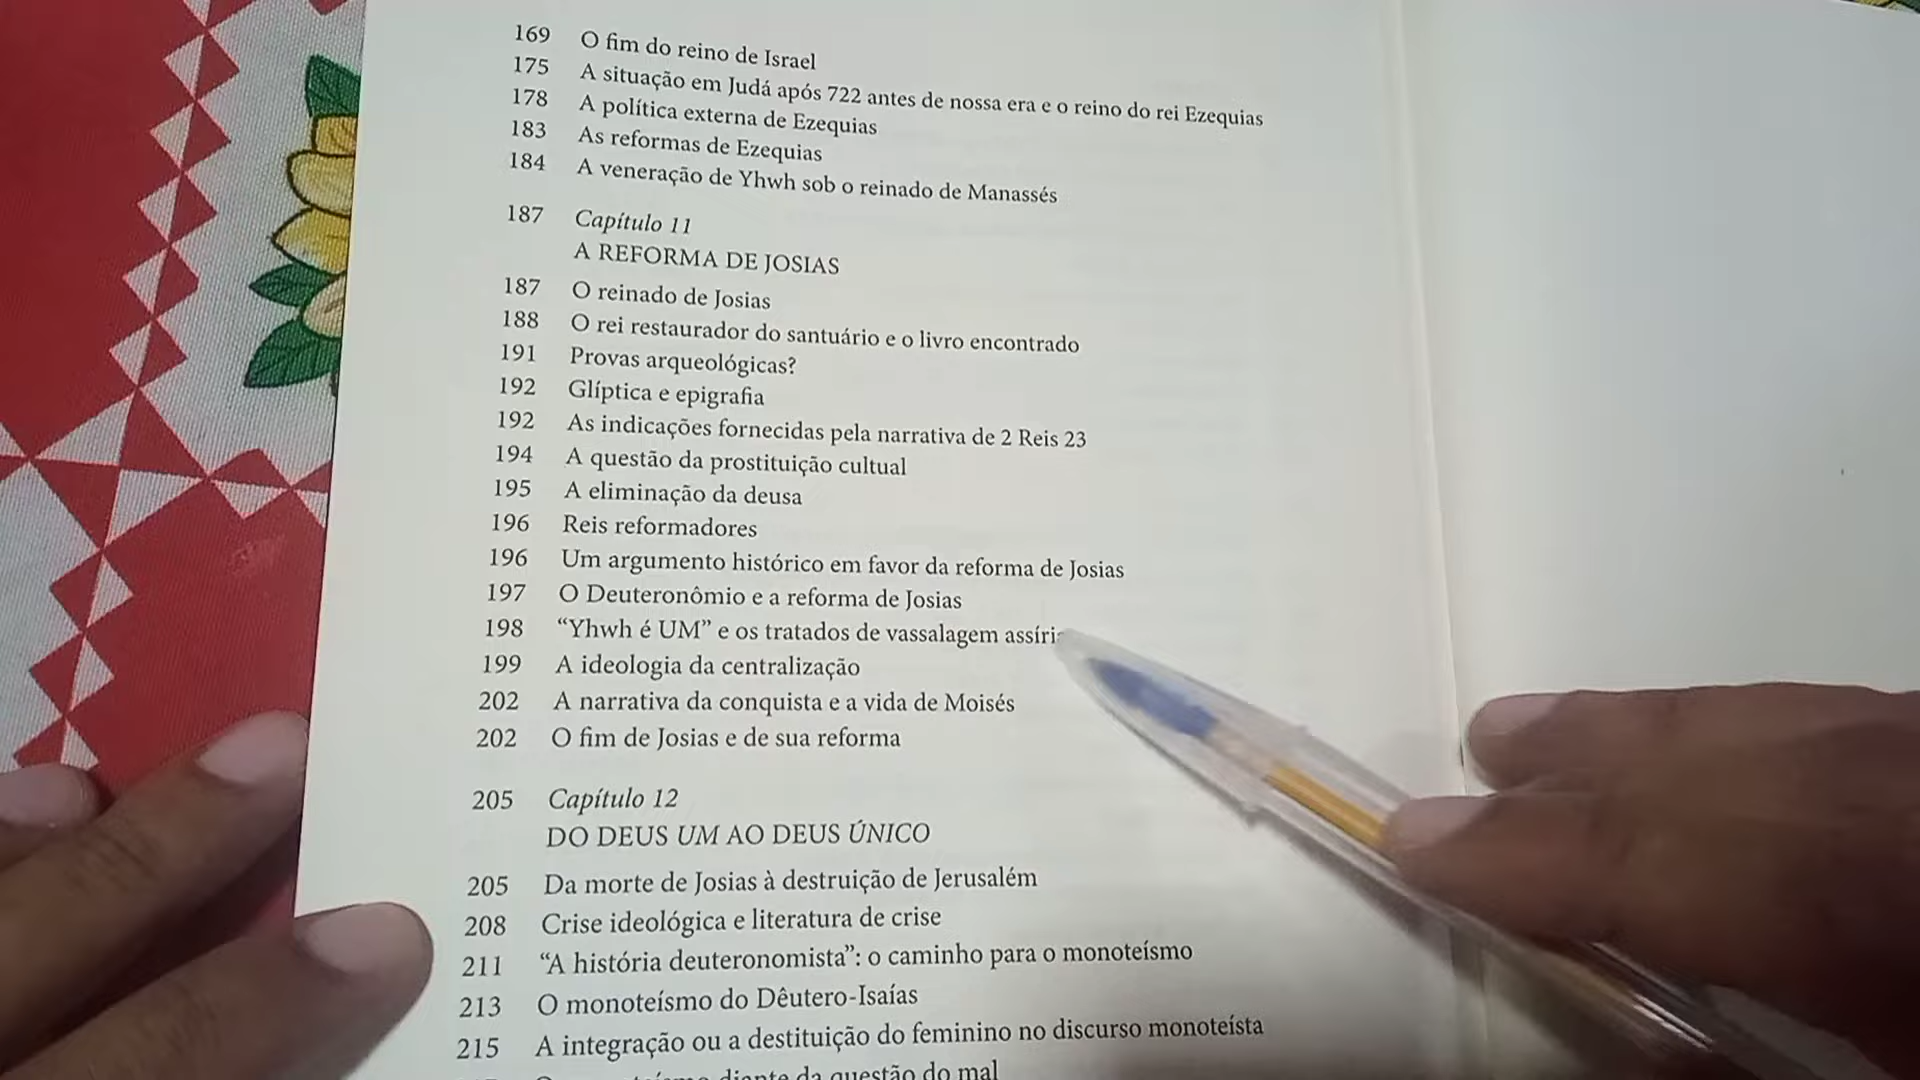 169 O fim do reino de Israel
175 A situação em Judá após 722 antes de nossa era e o reino do rei Ezequias
178 A política externa de Ezequias
183 As reformas de Ezequias
184 A veneração de Yhwh sob o reinado de Manassés
187 Capítulo 11
A REFORMA DE JOSIAS
187 O reinado de Josias
188 O rei restaurador do santuário e o livro encontrado
191 Provas arqueológicas?
192 Glíptica e epigrafia
192 As indicações fornecidas pela narrativa de 2 Reis 23
194 A questão da prostituição cultual
195 A eliminação da deusa
196 Reis reformadores
196 Um argumento histórico em favor da reforma de Josias
197 O Deuteronômio e a reforma de Josias
198 “Yhwh é UM” e os tratados de vassalagem
199 A ideologia da centralização
202 A narrativa da conquista e a vida de Moisés
202 O fim de Josias e de sua reforma
205 Capítulo 12
DO DEUS UM AO DEUS ÚNICO
205 Da morte de Josias à destruição de Jerusalém
208 Crise ideológica e literatura de crise
211 “A história deuteronomista”: o caminho para o monoteísmo
213 O monoteísmo do Dêutero-Isaías
215 A integração ou a destituição do feminino no discurso monoteísta
diante da questão do mal